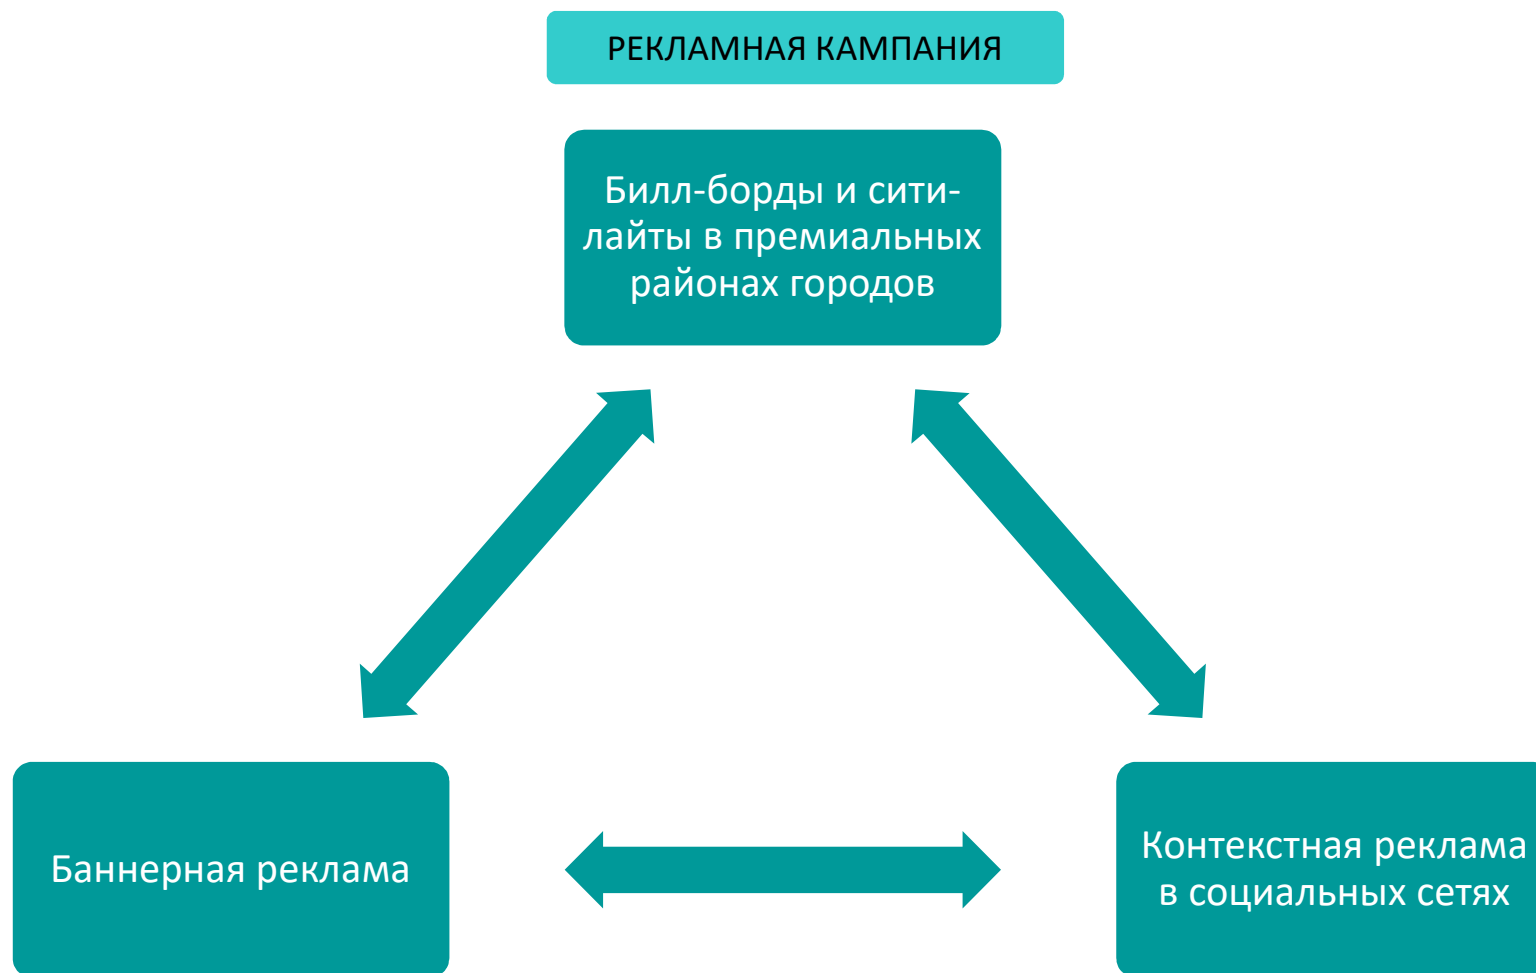 РЕКЛАМНАЯ КАМПАНИЯ
Билл-борды и сити-
лайты в премиальных
районах городов
Баннерная реклама
Контекстная реклама
в социальных сетях